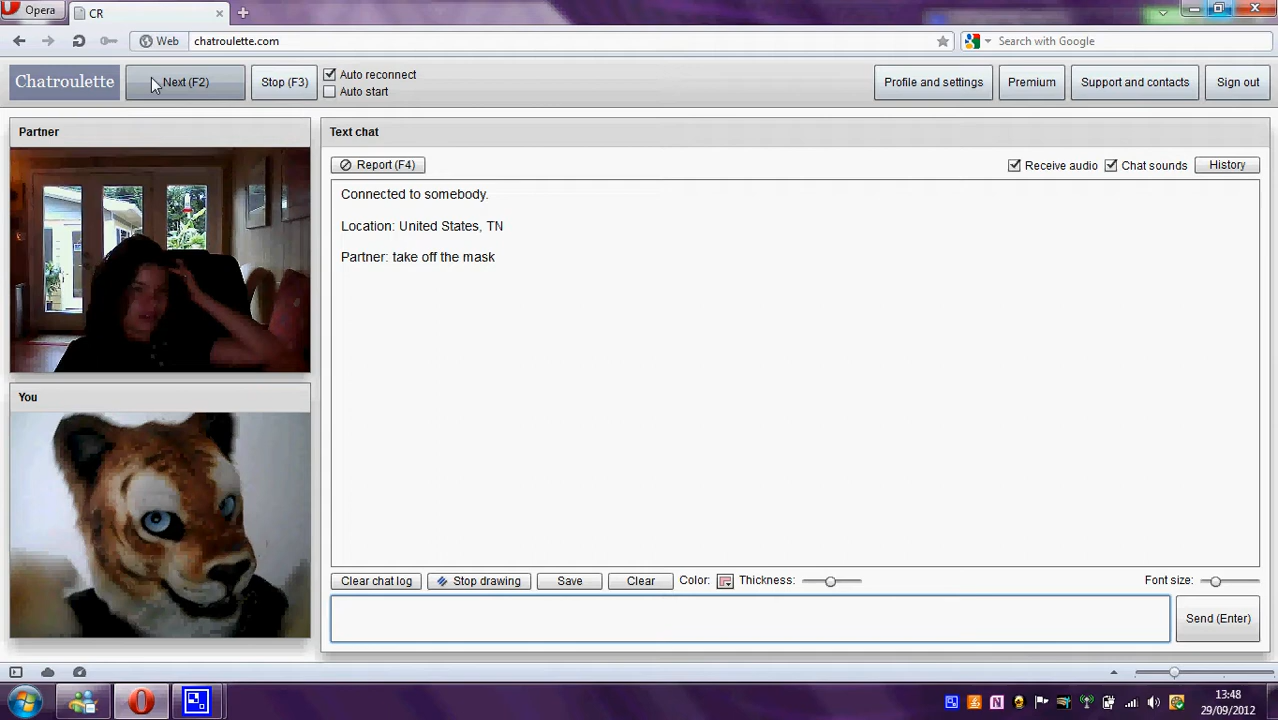 Opera
CR
Web
chatroulette.com
Search with Google
Chatroulette
Next (F2)
Stop (F3)
Auto reconnect
Auto start
Profile and settings
Premium
Support and contacts
Sign out
Partner
Text chat
Report (F4)
Receive audio
Chat sounds
History
Connected to somebody.
Location: United States, TN
Partner: take off the mask
You
Clear chat log
Stop drawing
Save
Clear
Color:
Thickness:
Font size:
Send (Enter)
13:48
29/09/2012